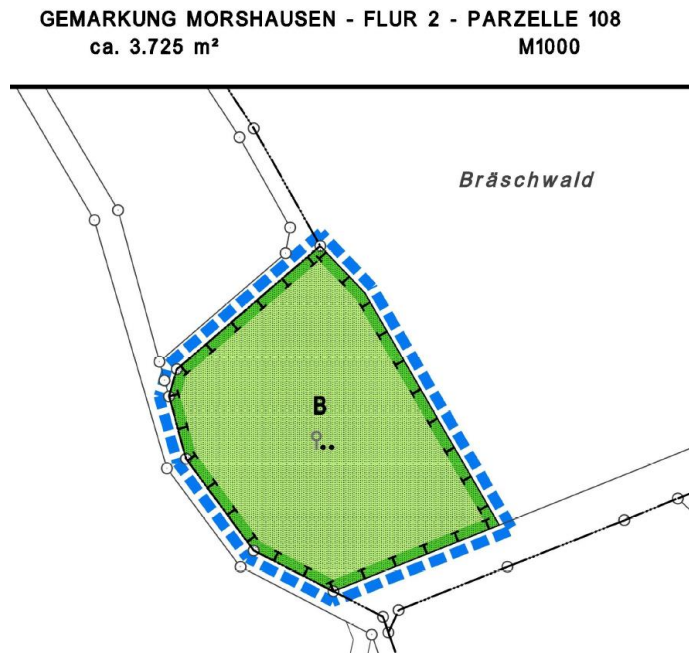 GEMARKUNG MORSHAUSEN - FLUR 2 - PARZELLE 108
ca. 3.725 m² M1000
Bräschwald
B